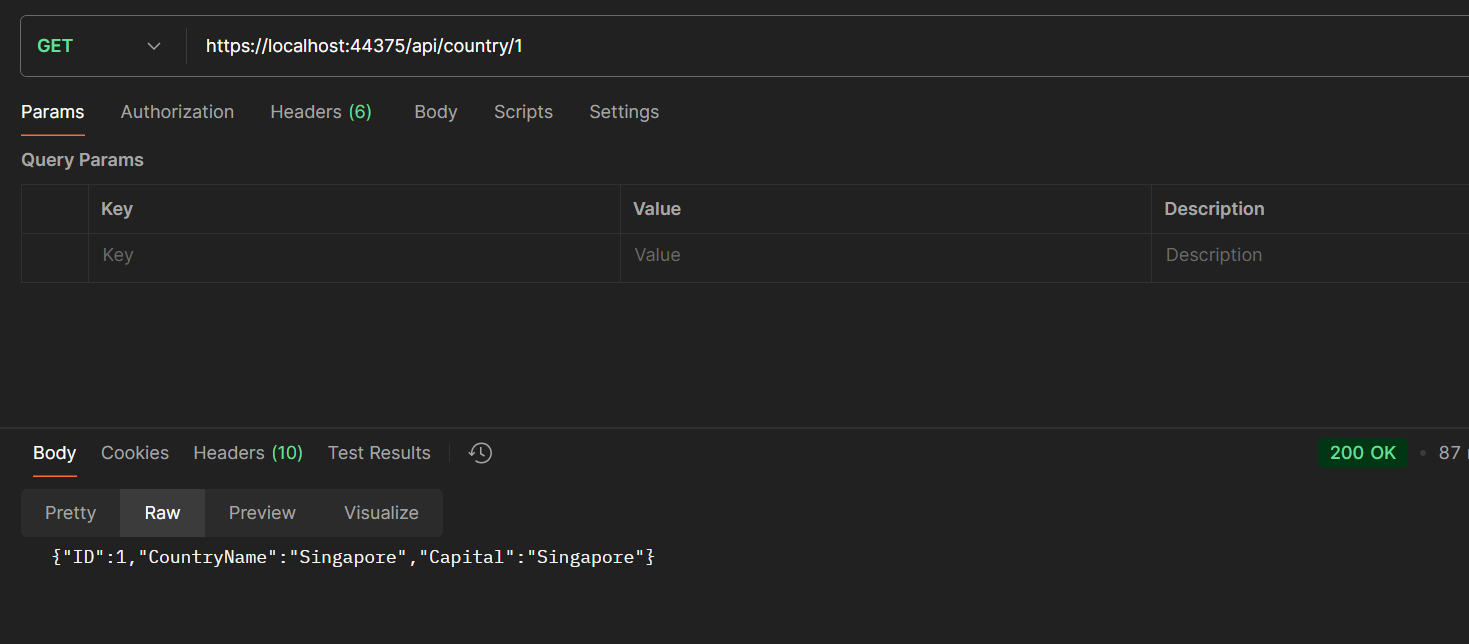 GET https://localhost:44375/api/country/1
Params Authorization Headers (6) Body Scripts Settings
Query Params
Key Value Description
Key Value Description
Body Cookies Headers (10) Test Results 200 OK • 87
Pretty Raw Preview Visualize
{"ID":1,"CountryName":"Singapore","Capital":"Singapore"}